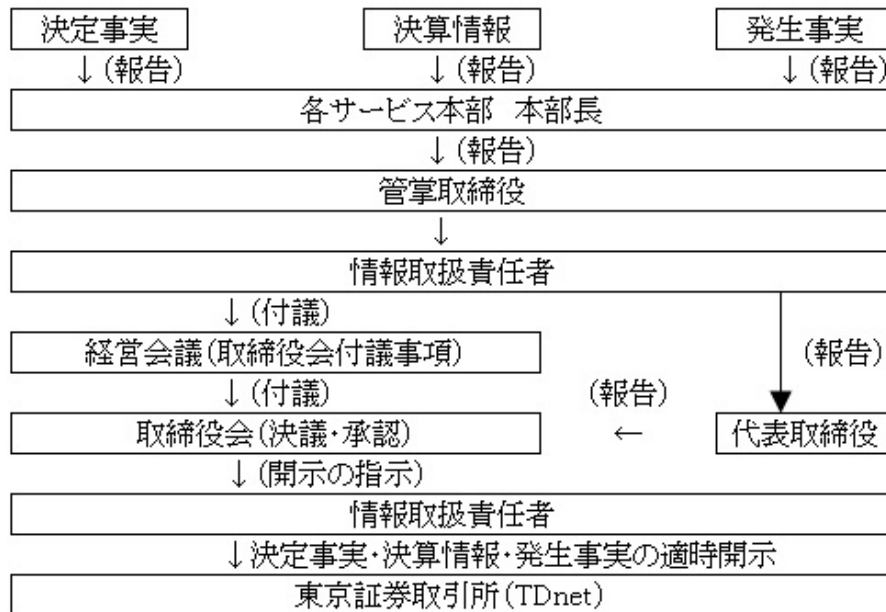 決定事実 決算情報 発生事実
↓(報告) ↓(報告) ↓(報告)
各サービス本部 本部長
↓(報告)
管掌取締役
↓
情報取扱責任者
↓(付議)
経営会議(取締役会付議事項) (報告)
↓(付議) (報告)
取締役会(決議・承認) ← 代表取締役
↓(開示の指示)
情報取扱責任者
↓決定事実・決算情報・発生事実の適時開示
東京証券取引所(TDnet)